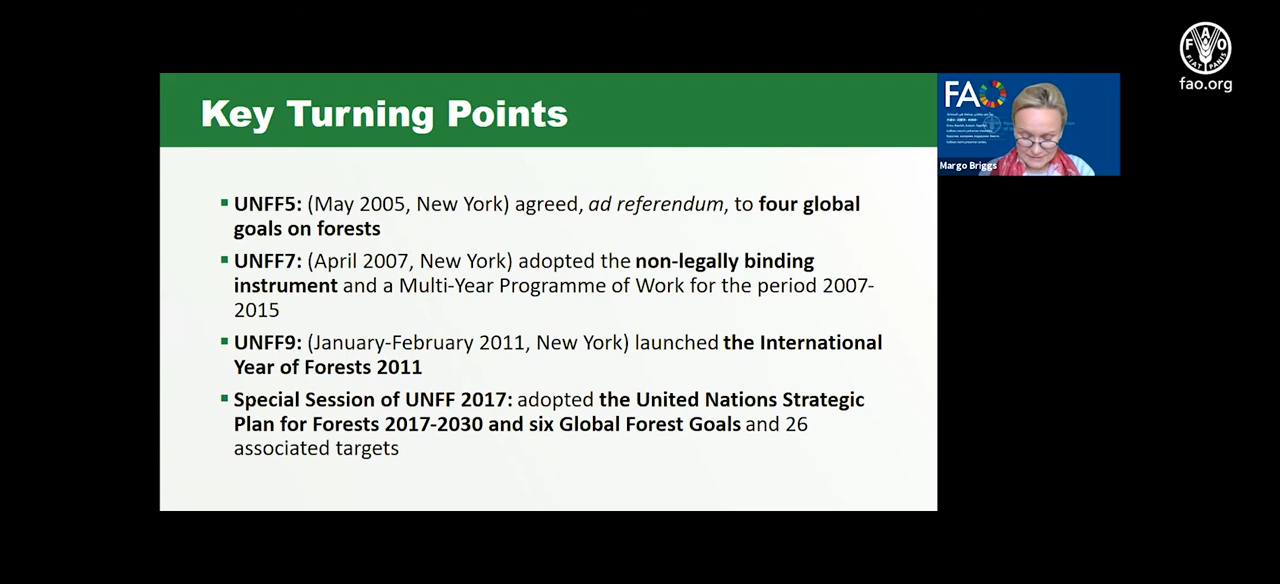 FAO
FIAT PANIS
fao.org
Key Turning Points
FAO
Margo Briggs
▪ UNFF5: (May 2005, New York) agreed, ad referendum, to four global
goals on forests
▪ UNFF7: (April 2007, New York) adopted the non-legally binding
instrument and a Multi-Year Programme of Work for the period 2007-
2015
▪ UNFF9: (January-February 2011, New York) launched the International
Year of Forests 2011
▪ Special Session of UNFF 2017: adopted the United Nations Strategic
Plan for Forests 2017-2030 and six Global Forest Goals and 26
associated targets